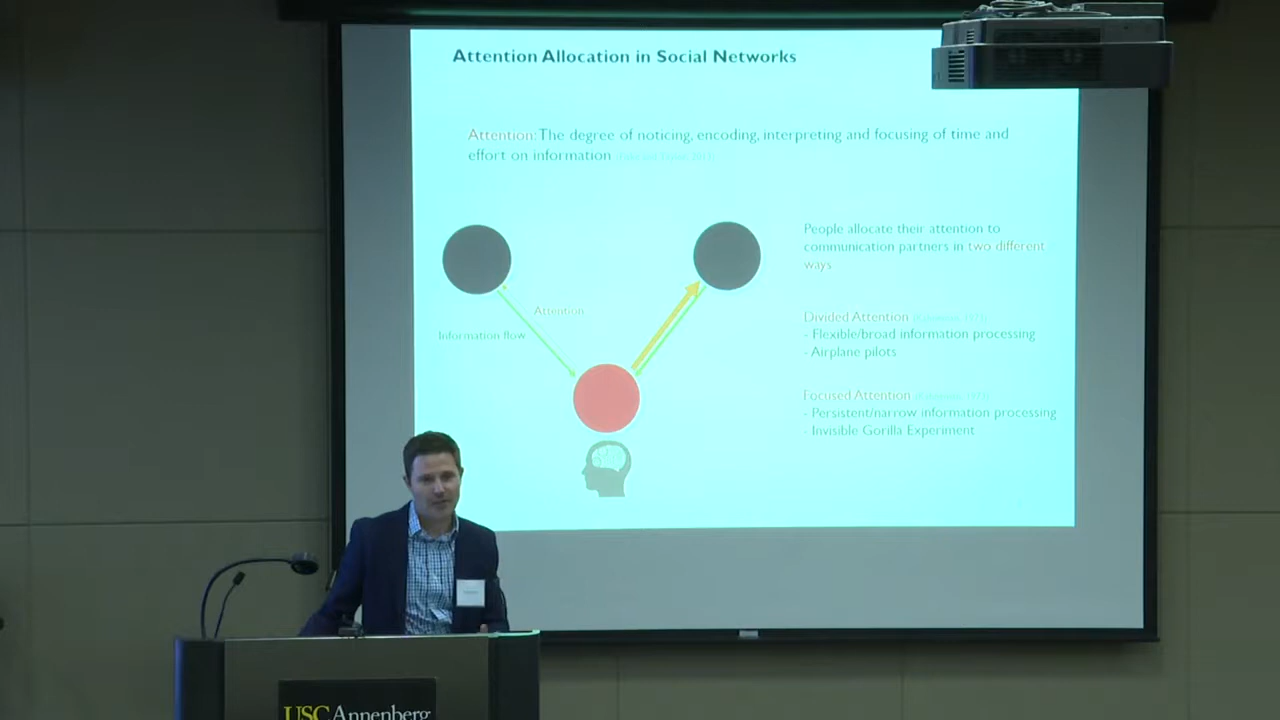 Attention Allocation in Social Networks
Attention: The degree of noticing, encoding, interpreting and focusing of time and
effort on information
People allocate their attention to
communication partners in two different
ways
Attention
Information flow
Divided Attention
- Flexible/broad information processing
- Airplane pilots
Focused Attention
- Persistent/narrow information processing
- Invisible Gorilla Experiment
USC Annenberg